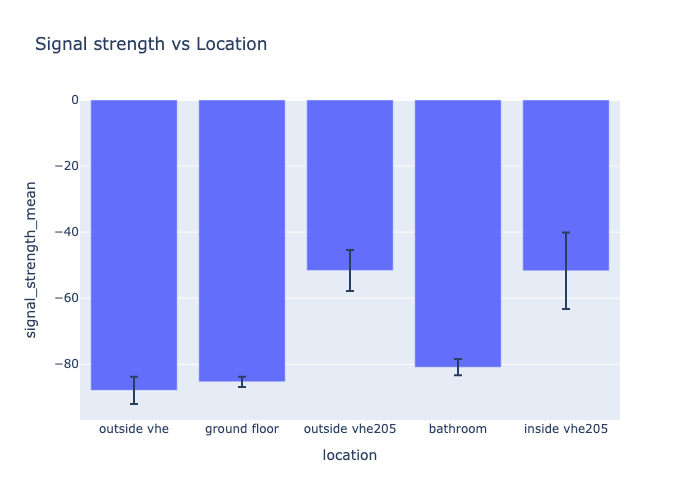 Signal strength vs Location
signal_strength_mean
0
−20
−40
−60
−80
outside vhe
ground floor
outside vhe205
bathroom
inside vhe205
location